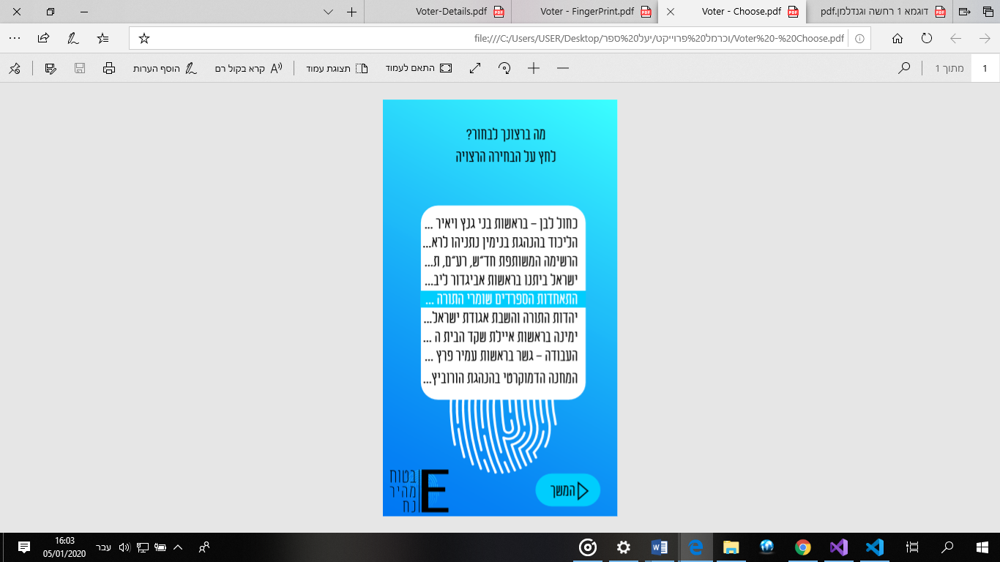 Voter-Details.pdf
Voter - FingerPrint.pdf
Voter - Choose.pdf
דוגמא 1 רחשה וגנדלמן.pdf
file:///C:/Users/USER/Desktop/יעל%20ספר%20וכרמל%20פרוייקט/Voter%20-%20Choose.pdf
1 מתוך 1
התאם לעמוד
תצוגת עמוד
קרא בקול רם
הוסף הערות
מה ברצונך לבחור?
לחץ על הבחירה הרצויה
כחול לבן – בראשות בני גנץ ויאיר ...
הליכוד בהנהגת בנימין נתניהו לרא...
הרשימה המשותפת חד״ש, רע״ם, ת...
ישראל ביתנו בראשות אביגדור ליב...
התאחדות הספרדים שומרי התורה ...
יהדות התורה והשבת אגודת ישראל...
ימינה בראשות איילת שקד הבית ה ...
העבודה – גשר בראשות עמיר פרץ ...
המחנה הדמוקרטי בהנהגת הורוביץ...
המשך
E
בטוח
מהיר
נח
עבר
16:03
05/01/2020